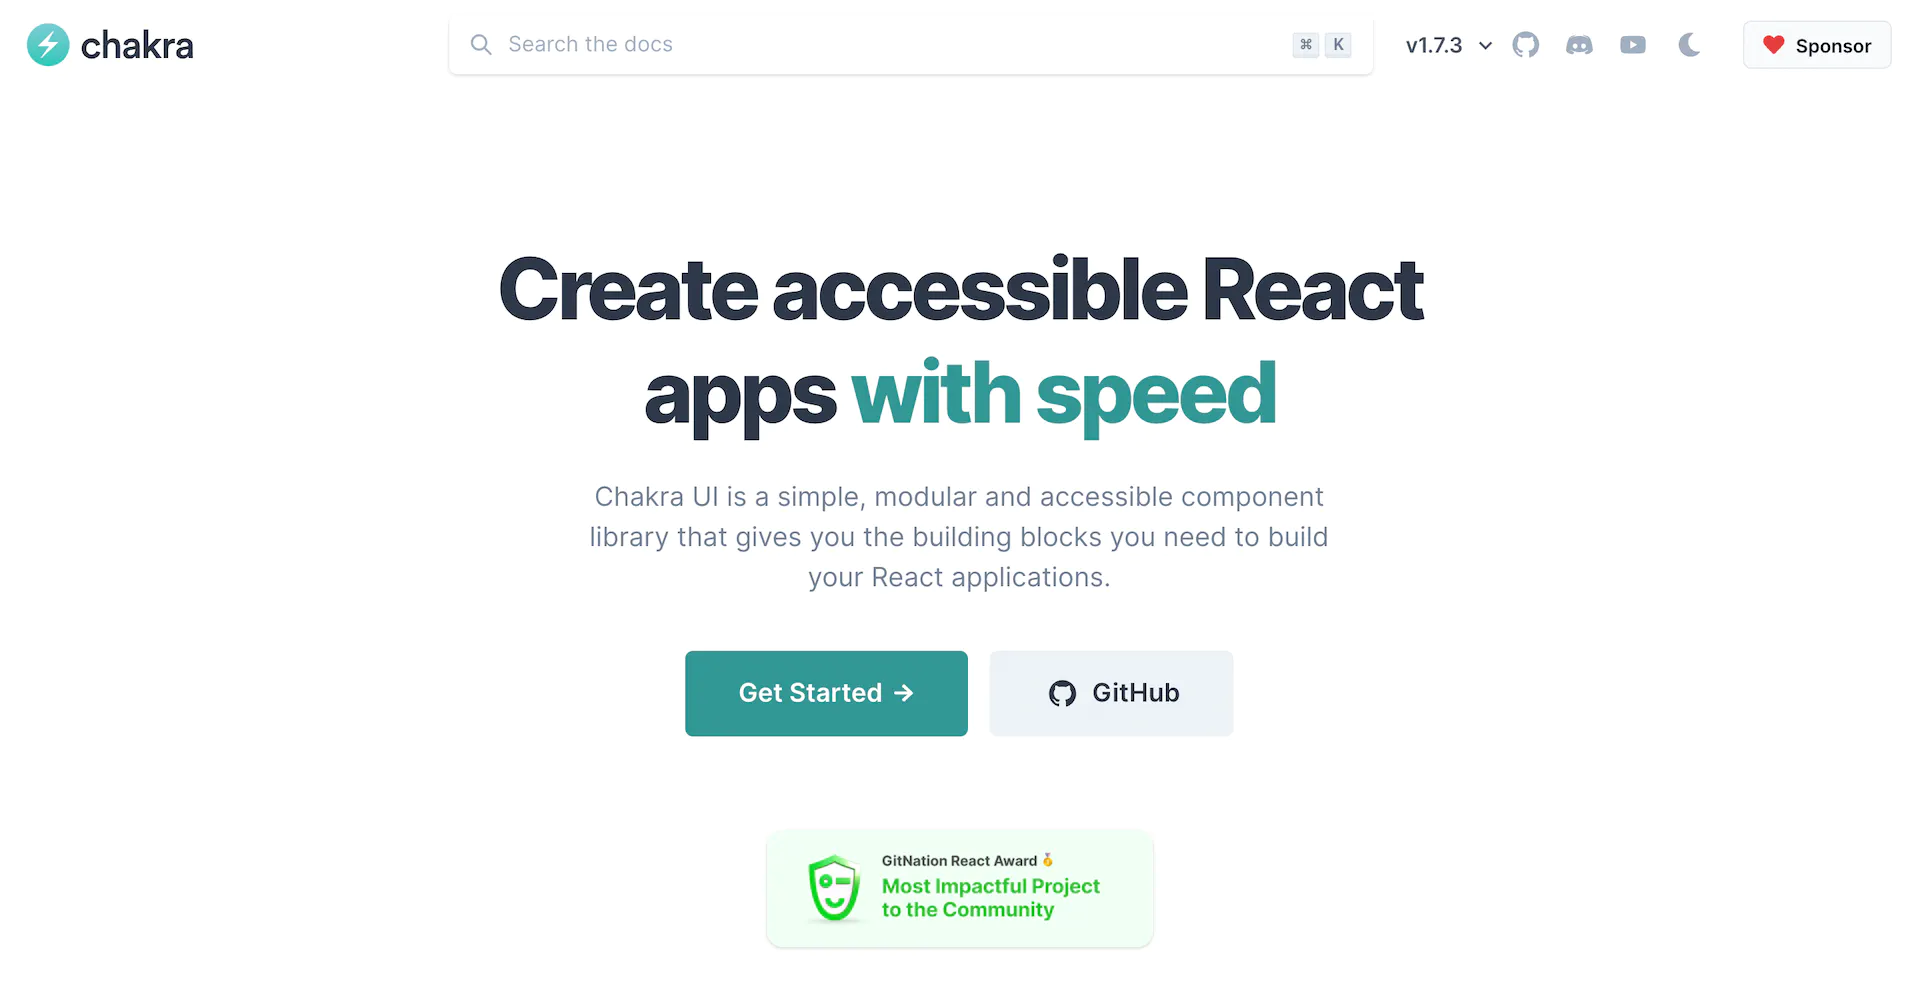 chakra
Search the docs
⌘ K
v1.7.3
Sponsor
Create accessible React
apps with speed
Chakra UI is a simple, modular and accessible component
library that gives you the building blocks you need to build
your React applications.
Get Started →
GitHub
GitNation React Award 🏅
Most Impactful Project
to the Community